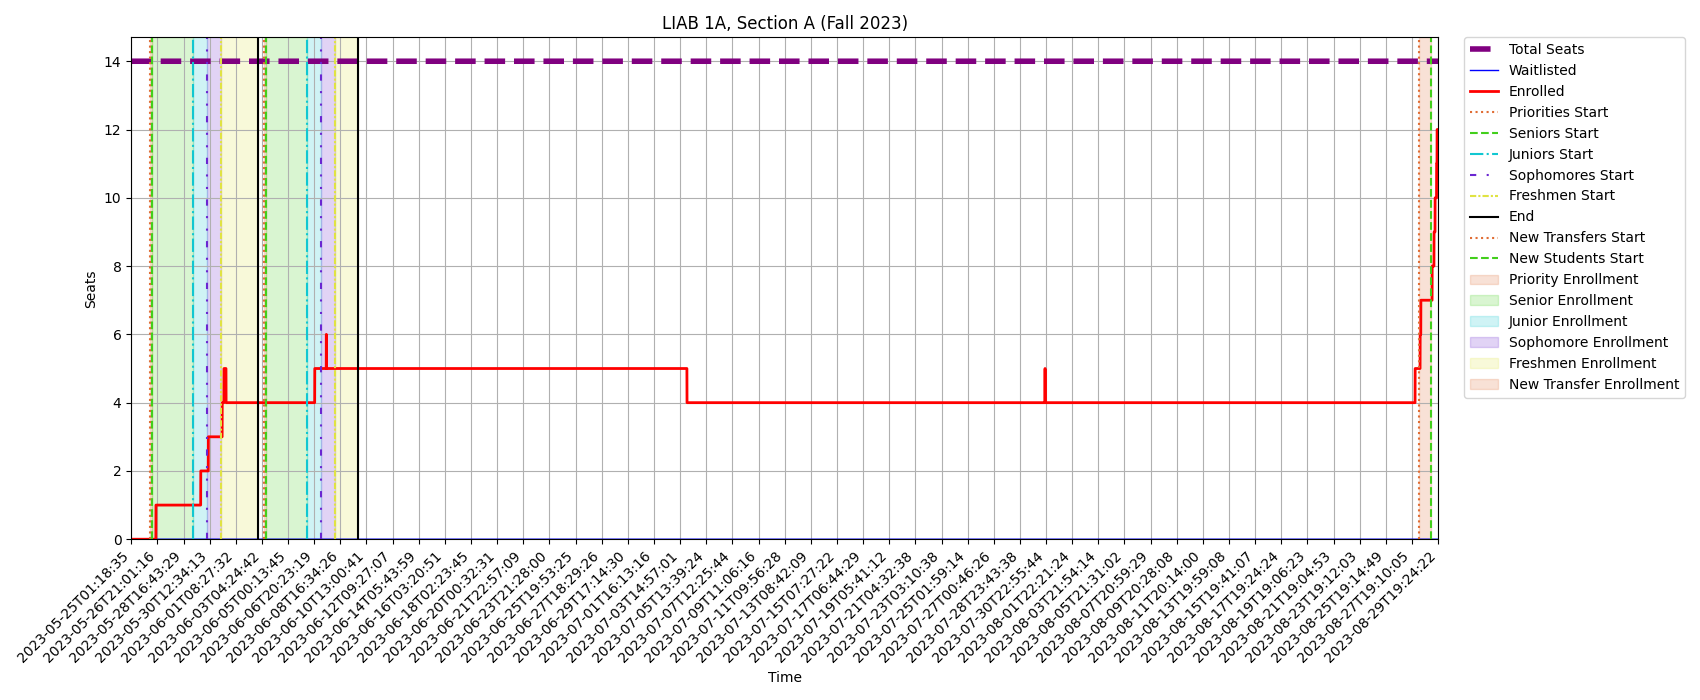 LIAB 1A, Section A (Fall 2023)
Seats
14
12
10
8
6
4
2
0
2023-05-25T01:18:35
2023-05-26T21:01:16
2023-05-28T16:43:29
2023-05-30T12:34:13
2023-06-01T08:27:32
2023-06-03T04:24:42
2023-06-05T00:13:45
2023-06-06T20:23:19
2023-06-08T16:34:26
2023-06-10T13:00:41
2023-06-12T09:27:07
2023-06-14T05:43:59
2023-06-16T03:20:51
2023-06-18T02:23:45
2023-06-20T00:32:31
2023-06-21T22:57:09
2023-06-23T21:28:00
2023-06-25T19:53:25
2023-06-27T18:29:26
2023-06-29T17:14:30
2023-07-01T16:13:16
2023-07-03T14:57:01
2023-07-05T13:39:24
2023-07-07T12:25:44
2023-07-09T11:06:16
2023-07-11T09:56:28
2023-07-13T08:42:09
2023-07-15T07:27:22
2023-07-17T06:44:29
2023-07-19T05:41:12
2023-07-21T04:32:38
2023-07-23T03:10:38
2023-07-25T01:59:14
2023-07-27T00:46:26
2023-07-28T23:43:38
2023-07-30T22:55:44
2023-08-01T22:21:24
2023-08-03T21:54:14
2023-08-05T21:31:02
2023-08-07T20:59:29
2023-08-09T20:28:08
2023-08-11T20:14:00
2023-08-13T19:59:08
2023-08-15T19:41:07
2023-08-17T19:24:24
2023-08-19T19:06:23
2023-08-21T19:04:53
2023-08-23T19:12:03
2023-08-25T19:14:49
2023-08-27T19:10:05
2023-08-29T19:24:22
Time
Total Seats
Waitlisted
Enrolled
Priorities Start
Seniors Start
Juniors Start
Sophomores Start
Freshmen Start
End
New Transfers Start
New Students Start
Priority Enrollment
Senior Enrollment
Junior Enrollment
Sophomore Enrollment
Freshmen Enrollment
New Transfer Enrollment